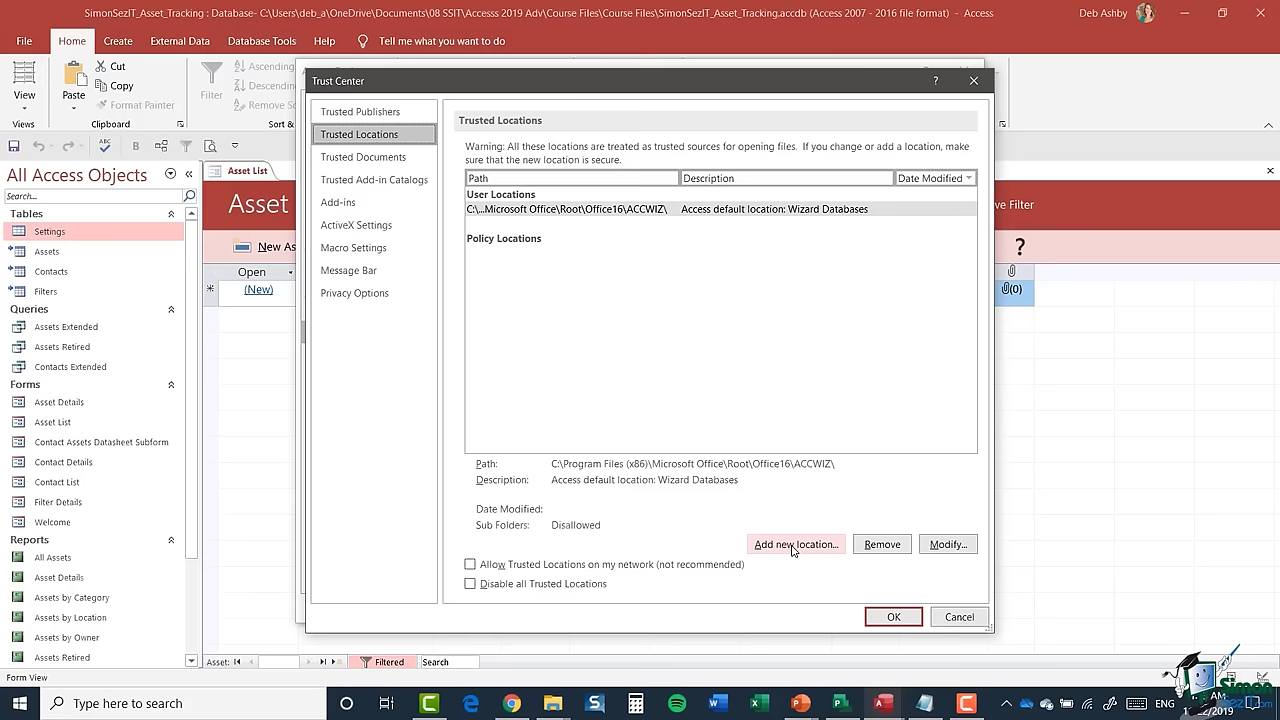 SimonSezIT_Asset_Tracking : Database- C:\Users\deb_a\OneDrive\Documents\08 SSIT\Accesss 2019 Adv\Course Files\Course Files\SimonSezIT_Asset_Tracking.accdb (Access 2007 - 2016 file format) - Access
Deb Ashby
File Home Create External Data Database Tools Help Tell me what you want to do
View
Views
Paste
Cut
Copy
Format Painter
Clipboard
Filter
Ascending
Descending
Remove So
Sort &
All Access Objects
Search...
Tables
Settings
Assets
Contacts
Filters
Queries
Assets Extended
Assets Retired
Contacts Extended
Forms
Asset Details
Asset List
Contact Assets Datasheet Subform
Contact Details
Contact List
Filter Details
Welcome
Reports
All Assets
Asset Details
Assets by Category
Assets by Location
Assets by Owner
Assets Retired
Asset List
Asset
ve Filter
New As
?
Open
(New)
(0)
Trust Center
?
Trusted Publishers
Trusted Locations
Trusted Documents
Trusted Add-in Catalogs
Add-ins
ActiveX Settings
Macro Settings
Message Bar
Privacy Options
Trusted Locations
Warning: All these locations are treated as trusted sources for opening files. If you change or add a location, make
sure that the new location is secure.
Path Description Date Modified
User Locations
C:\...Microsoft Office\Root\Office16\ACCWIZ\ Access default location: Wizard Databases
Policy Locations
Path: C:\Program Files (x86)\Microsoft Office\Root\Office16\ACCWIZ\
Description: Access default location: Wizard Databases
Date Modified:
Sub Folders: Disallowed
Add new location... Remove Modify...
Allow Trusted Locations on my network (not recommended)
Disable all Trusted Locations
OK Cancel
Asset: Filtered Search
Form View
Type here to search
ENG
AM